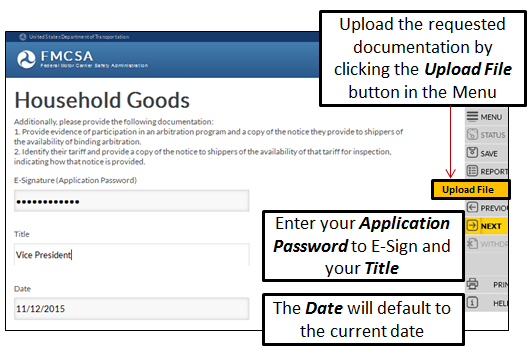 Upload the requested
documentation by
clicking the Upload File
button in the Menu
United States Department of Transportation
FMCSA
Federal Motor Carrier Safety Administration
Household Goods
Additionally, please provide the following documentation:
1. Provide evidence of participation in an arbitration program and a copy of the notice they provide to shippers of
the availability of binding arbitration.
2. Identify their tariff and provide a copy of the notice to shippers of the availability of that tariff for inspection,
indicating how that notice is provided.
E-Signature (Application Password)
Title
Vice President
Date
11/12/2015
MENU
STATUS
SAVE
REPORT
Upload File
PREVIOU
NEXT
WITHDR
PRIN
HEL
Enter your Application
Password to E-Sign and
your Title
The Date will default to
the current date